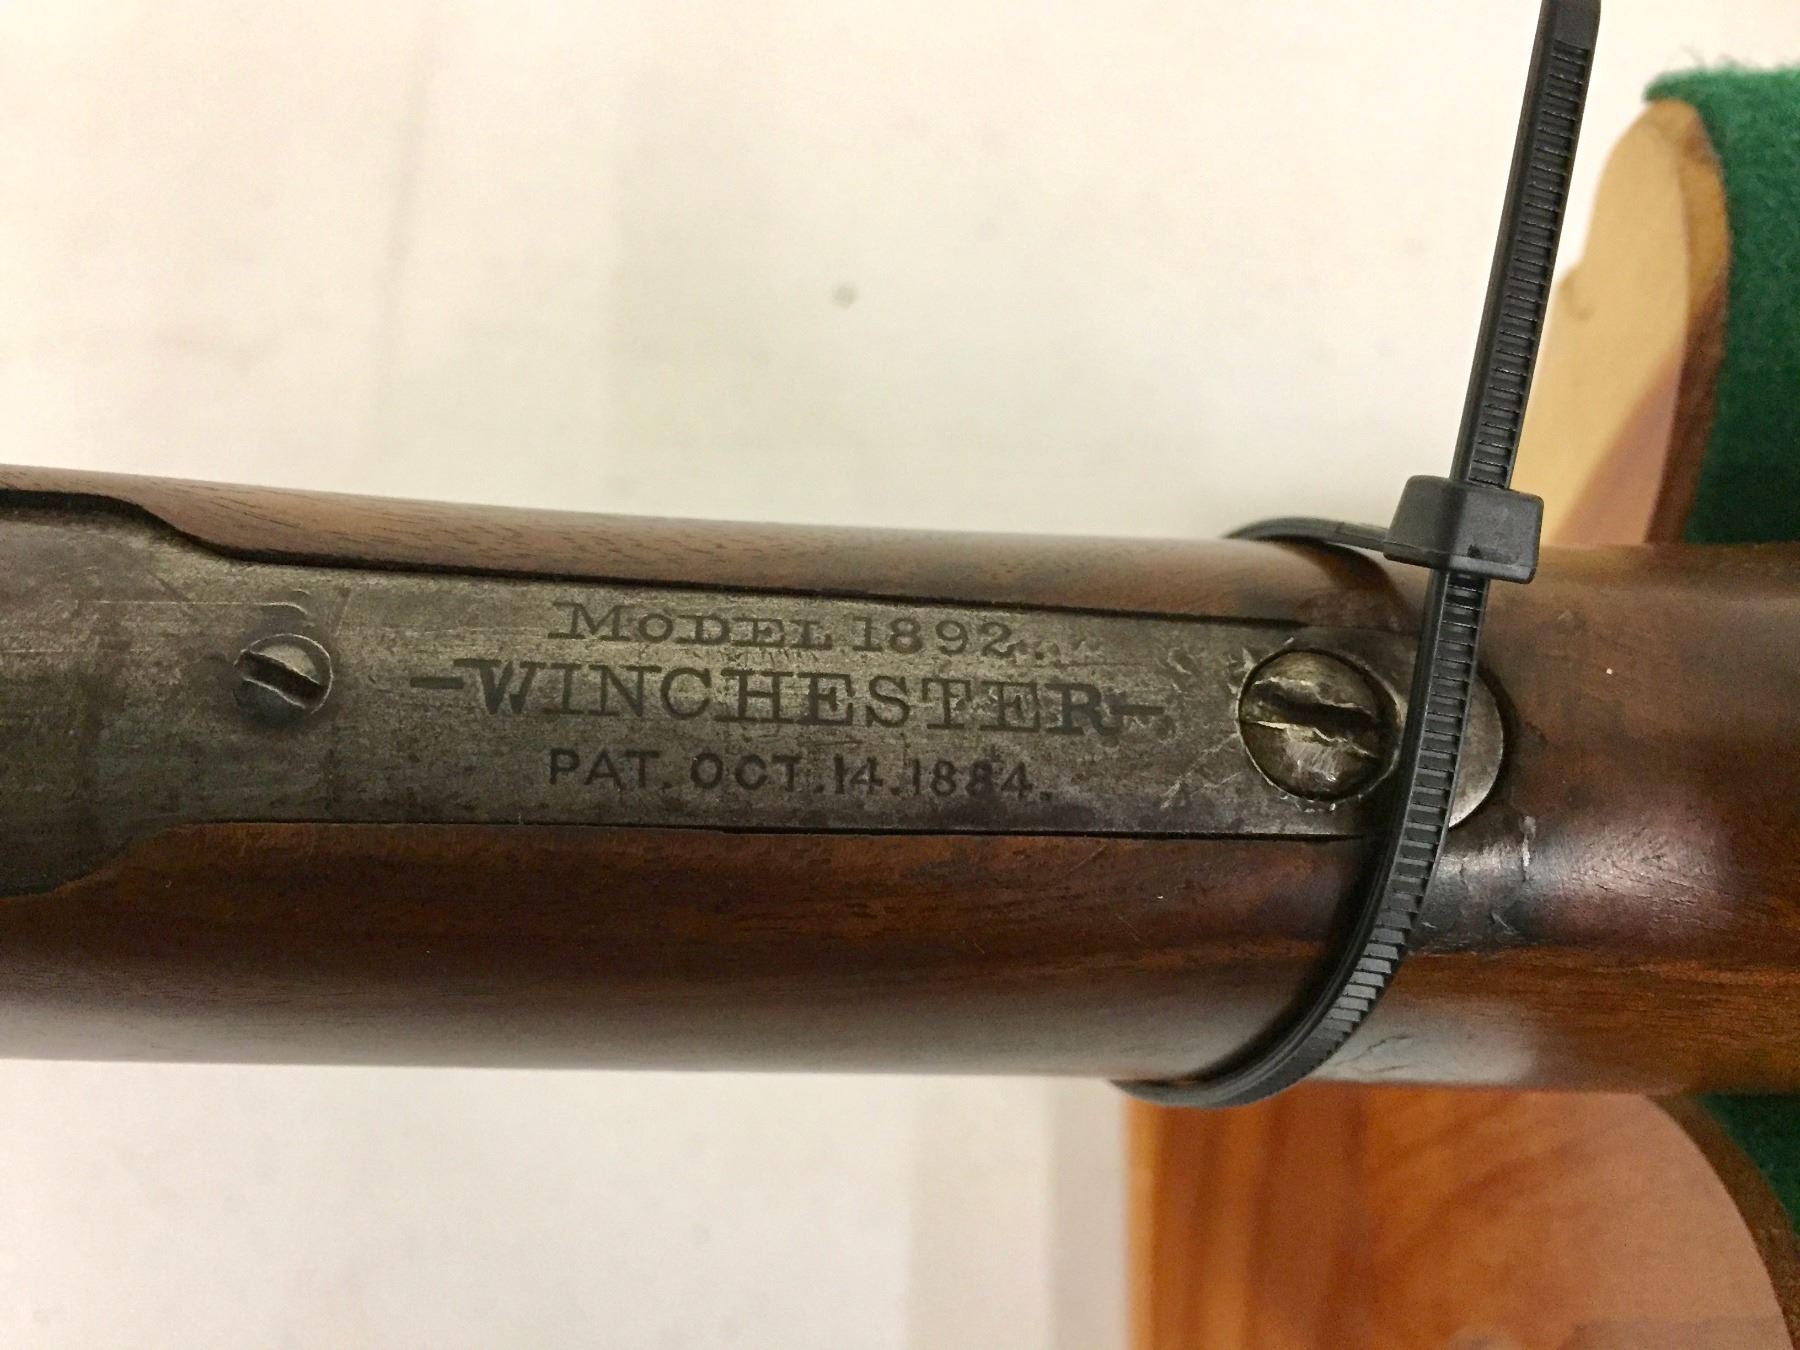 MODEL 1892.
-WINCHESTER-
PAT. OCT. 14. 1884.